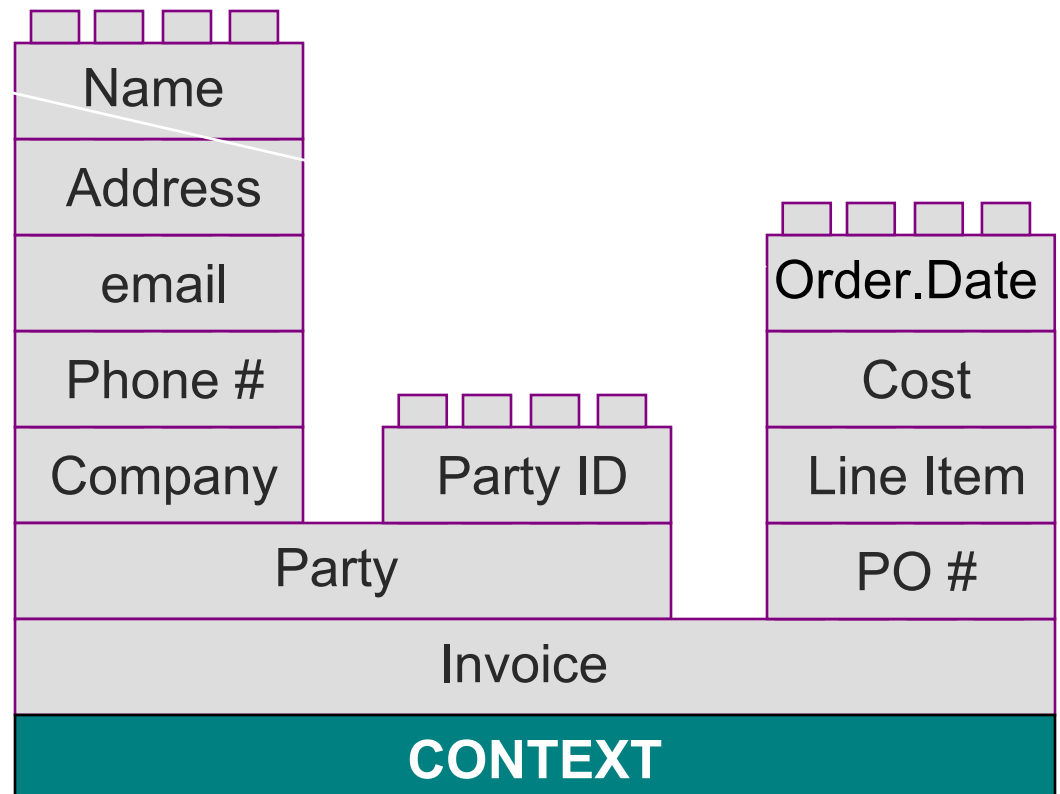 Name
Address
email
Phone #
Company
Party ID
Party
Order.Date
Cost
Line Item
PO #
Invoice
CONTEXT